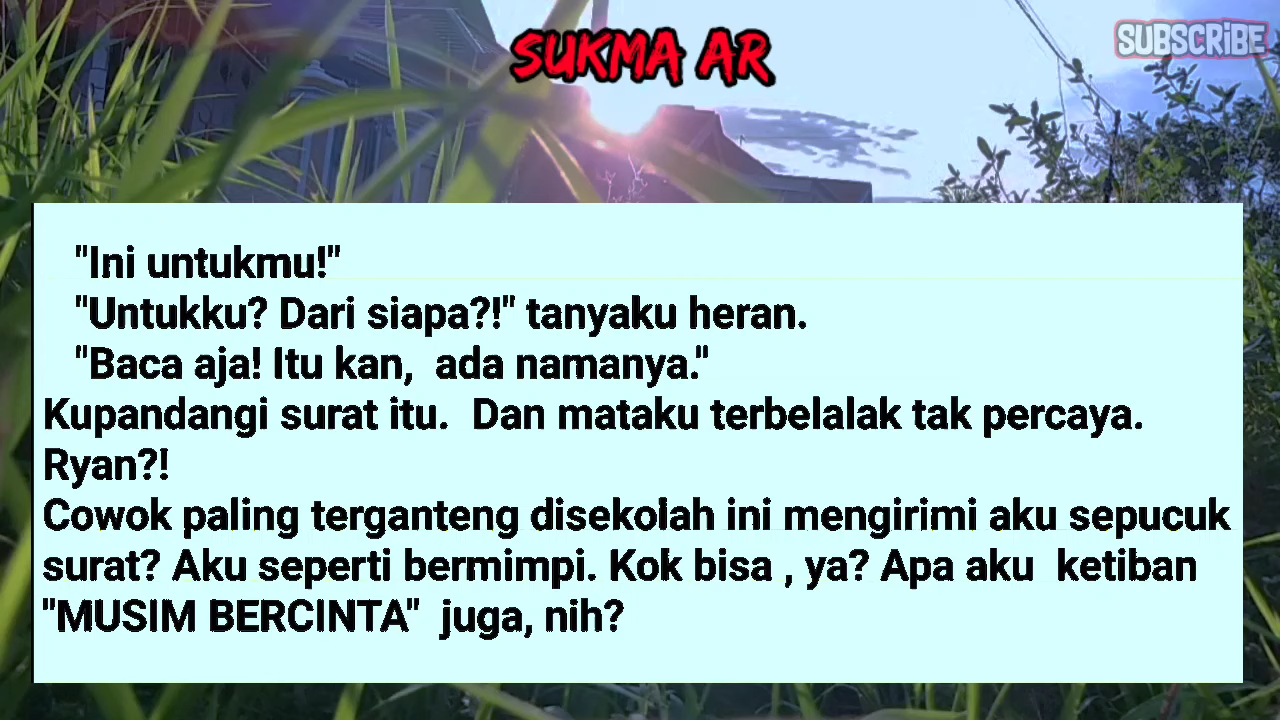 SUKMA AR
SUBSCRiBE
"Ini untukmu!"
"Untukku? Dari siapa?!" tanyaku heran.
"Baca aja! Itu kan,  ada namanya."
Kupandangi surat itu.  Dan mataku terbelalak tak percaya.
Ryan?!
Cowok paling terganteng disekolah ini mengirimi aku sepucuk
surat? Aku seperti bermimpi. Kok bisa , ya? Apa aku  ketiban
"MUSIM BERCINTA"  juga, nih?